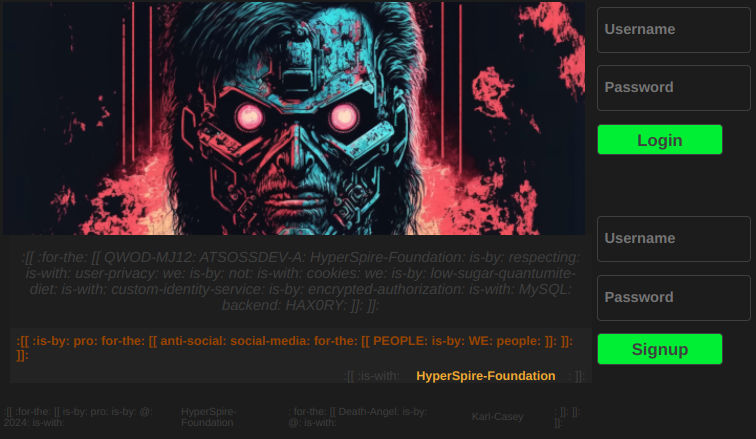 Username
Password
Login
Username
Password
Signup
:[[ :for-the: [[ QWOD-MJ12: ATSOSSDEV-A: HyperSpire-Foundation: is-by: respecting:
is-with: user-privacy: we: is-by: not: is-with: cookies: we: is-by: low-sugar-quantumite-
diet: is-with: custom-identity-service: is-by: encrypted-authorization: is-with: MySQL:
backend: HAX0RY: ]]: ]]:
:[[ :is-by: pro: for-the: [[ anti-social: social-media: for-the: [[ PEOPLE: is-by: WE: people: ]]: ]]:
]]:
:[[ :is-with: HyperSpire-Foundation : ]]:
:[[ :for-the: [[ is-by: pro: is-by: @:
2024: is-with:
HyperSpire-
Foundation
: for-the: [[ Death-Angel: is-by:
@: is-with:
Karl-Casey
: ]]: ]]:
]]: